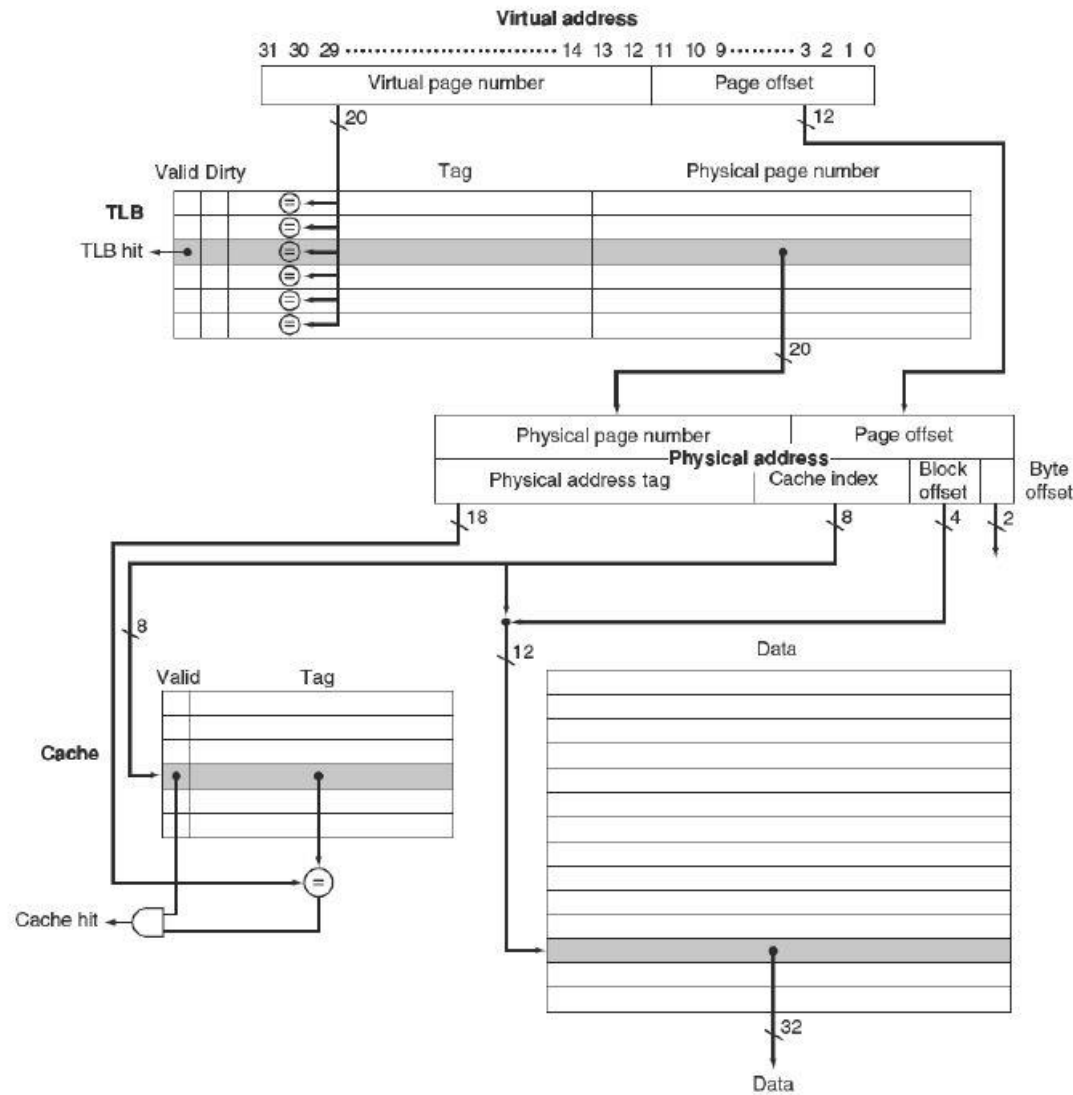 Virtual address
31 30 29 14 13 12 11 10 9 3 2 1 0
Virtual page number Page offset
20 12
Valid Dirty Tag Physical page number
TLB
=
=
TLB hit =
=
=
=
20
Physical page number Page offset
Physical address
Physical address tag Cache index Block offset Byte offset
18 8 4 2
8
12
Data
Valid Tag
Cache
=
Cache hit
32
Data